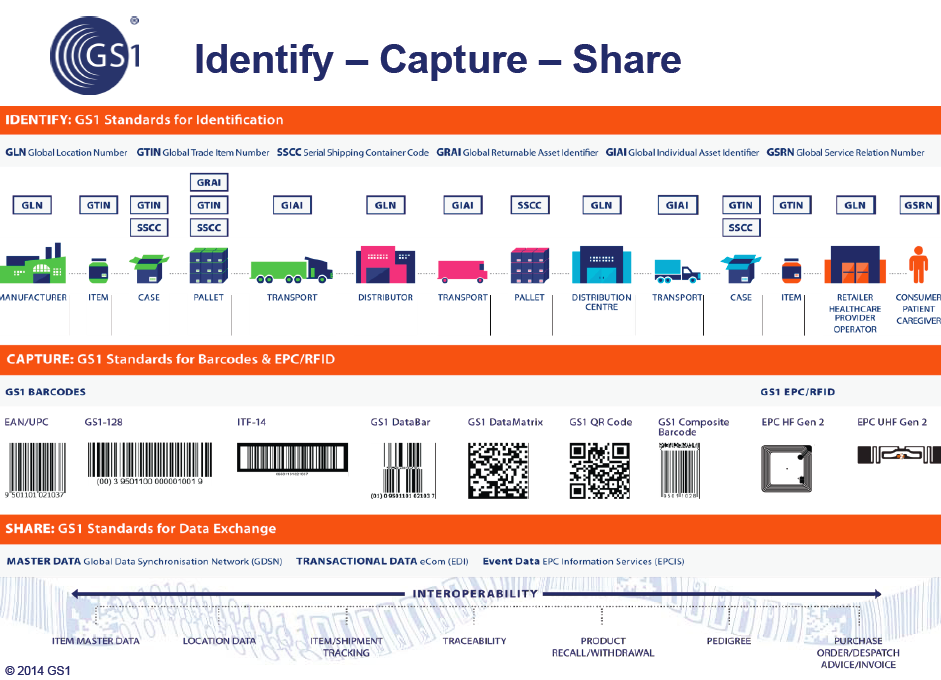 GS1 ®
Identify – Capture – Share
IDENTIFY: GS1 Standards for Identification
GLN Global Location Number GTIN Global Trade Item Number SSCC Serial Shipping Container Code GRAI Global Returnable Asset Identifier GIAI Global Individual Asset Identifier GSRN Global Service Relation Number
GRAI
GLN GTIN GTIN GTIN GIAI GLN GIAI SSCC GLN GIAI GTIN GTIN GLN GSRN
SSCC SSCC SSCC
MANUFACTURER ITEM CASE PALLET TRANSPORT DISTRIBUTOR TRANSPORT PALLET DISTRIBUTION TRANSPORT CASE ITEM RETAILER CONSUMER
CENTRE HEALTHCARE PATIENT
PROVIDER CAREGIVER
OPERATOR
CAPTURE: GS1 Standards for Barcodes & EPC/RFID
GS1 BARCODES GS1 EPC/RFID
EAN/UPC GS1-128 ITF-14 GS1 DataBar GS1 DataMatrix GS1 QR Code GS1 Composite EPC HF Gen 2 EPC UHF Gen 2
Barcode
(00) 3 9501100 000001001 9
9 501101 021037 (01) 0 9501101 02103 7
SHARE: GS1 Standards for Data Exchange
MASTER DATA Global Data Synchronisation Network (GDSN) TRANSACTIONAL DATA eCom (EDI) Event Data EPC Information Services (EPCIS)
INTEROPERABILITY
ITEM MASTER DATA LOCATION DATA ITEM/SHIPMENT TRACEABILITY PRODUCT PEDIGREE PURCHASE
TRACKING RECALL/WITHDRAWAL ORDER/DESPATCH
ADVICE/INVOICE
© 2014 GS1